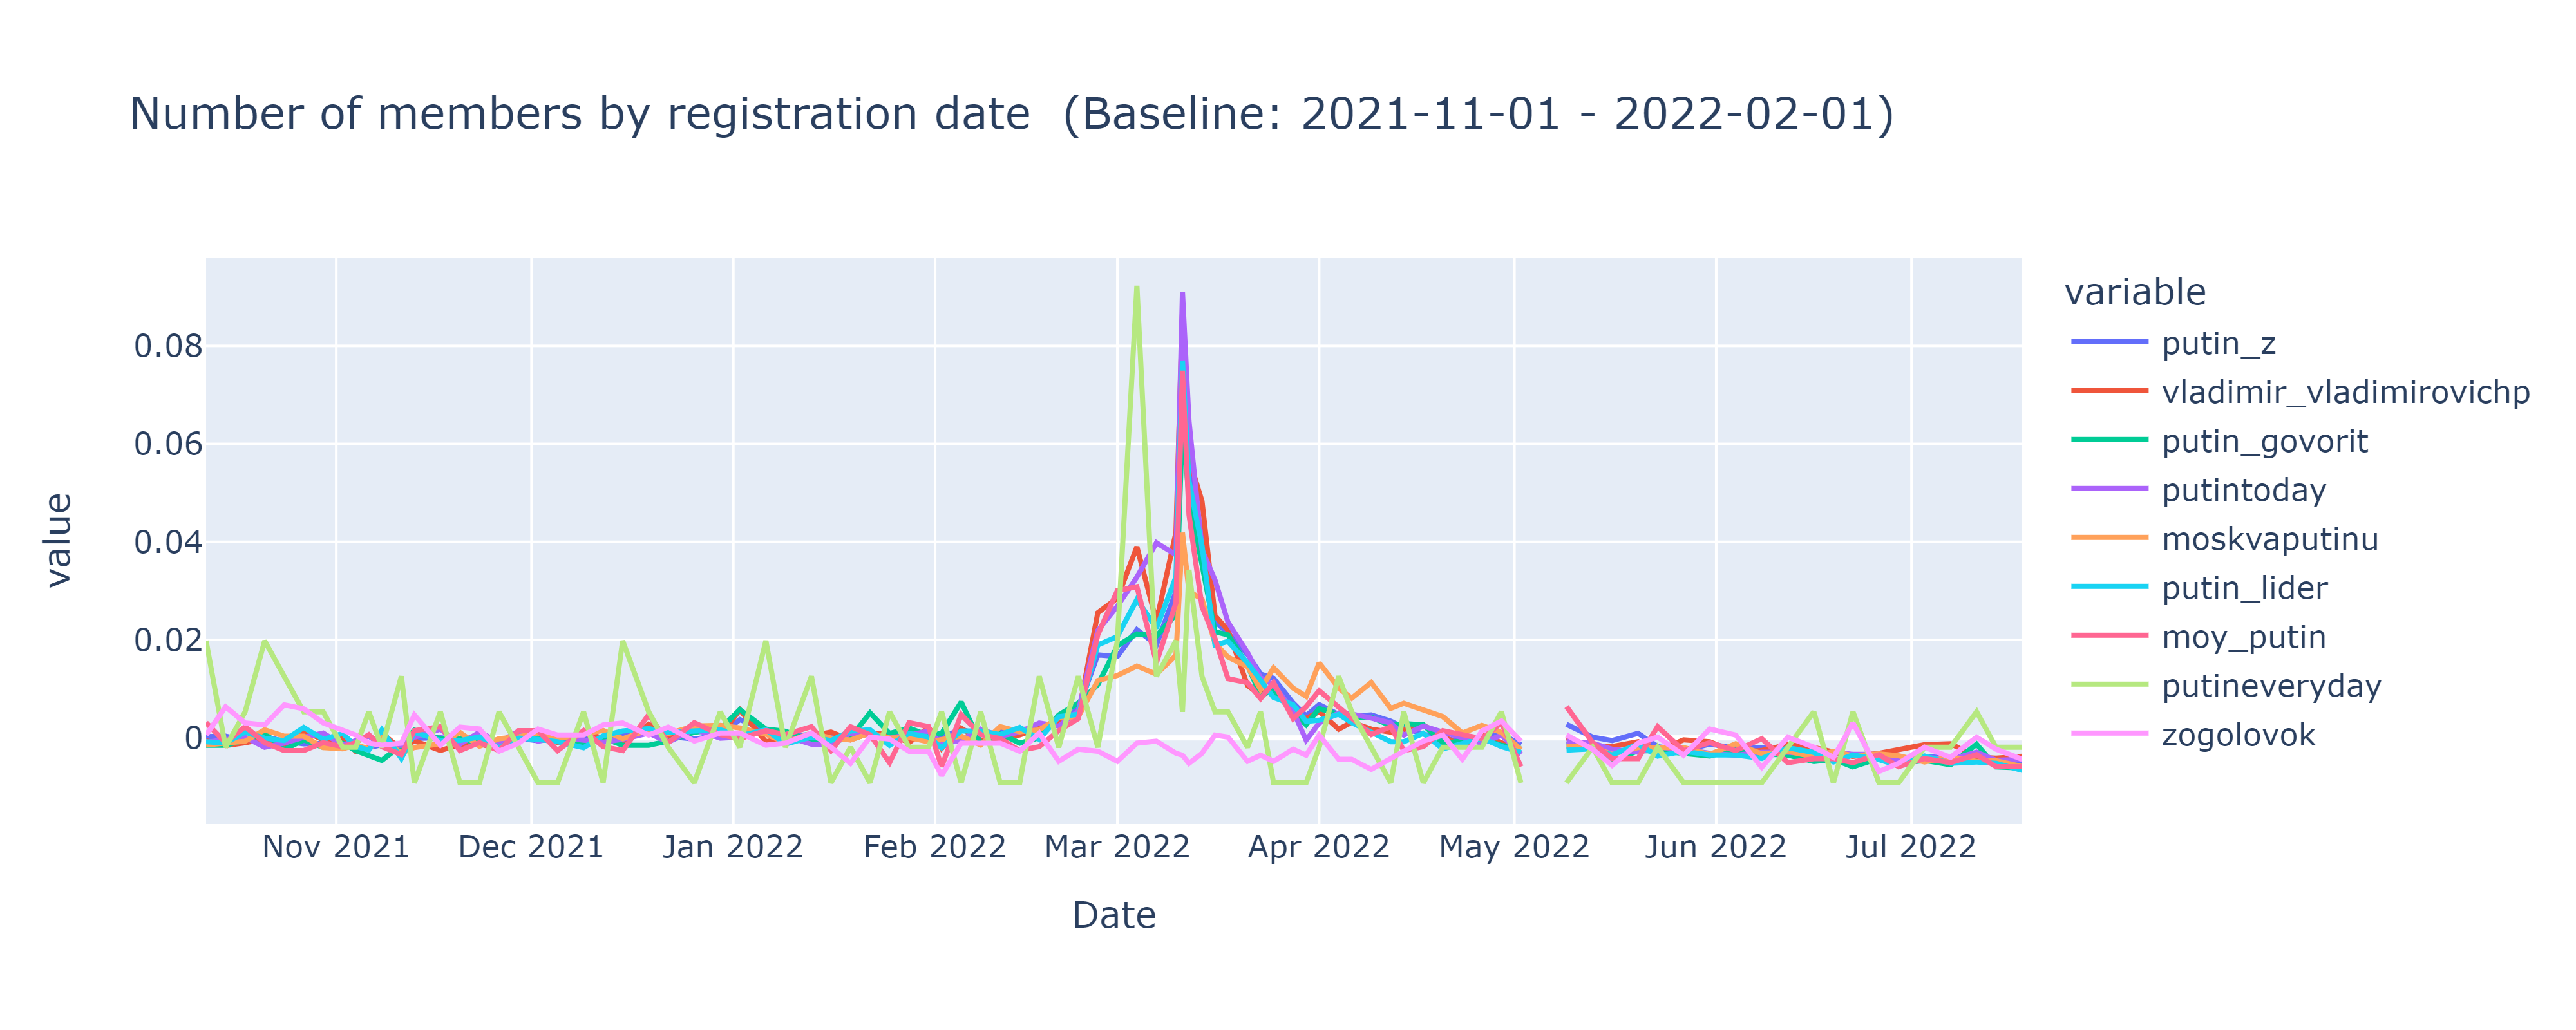 Number of members by registration date  (Baseline: 2021-11-01 - 2022-02-01)
variable
putin_z
vladimir_vladimirovichp
putin_govorit
putintoday
moskvaputinu
putin_lider
moy_putin
putineveryday
zogolovok
value
0.08
0.06
0.04
0.02
0
Nov 2021 Dec 2021 Jan 2022 Feb 2022 Mar 2022 Apr 2022 May 2022 Jun 2022 Jul 2022
Date